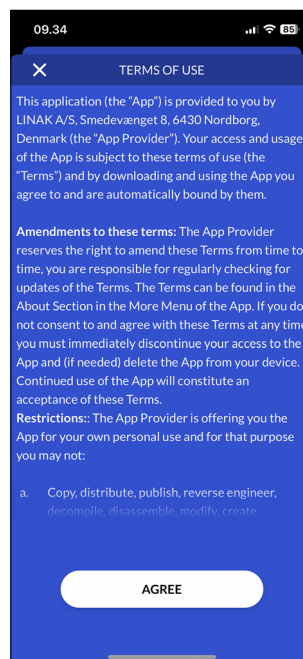 09.34
85
TERMS OF USE
This application (the “App”) is provided to you by
LINAK A/S, Smedevænget 8, 6430 Nordborg,
Denmark (the “App Provider”). Your access and usage
of the App is subject to these terms of use (the
“Terms”) and by downloading and using the App you
agree to and are automatically bound by them.
Amendments to these terms: The App Provider
reserves the right to amend these Terms from time to
time, you are responsible for regularly checking for
updates of the Terms. The Terms can be found in the
About Section in the More Menu of the App. If you do
not consent to and agree with these Terms at any time
you must immediately discontinue your access to the
App and (if needed) delete the App from your device.
Continued use of the App will constitute an
acceptance of these Terms.
Restrictions:: The App Provider is offering you the
App for your own personal use and for that purpose
you may not:
a. Copy, distribute, publish, reverse engineer,
decompile, disassemble, modify, create
AGREE